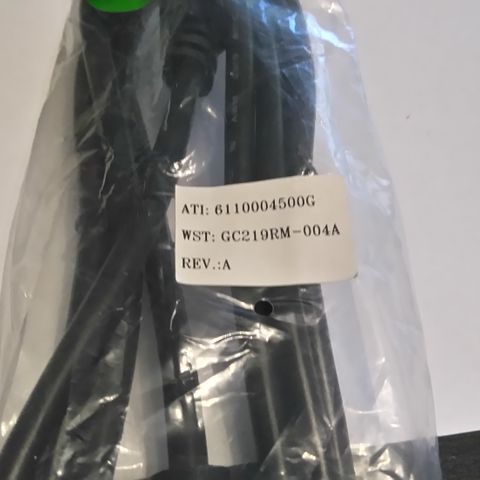 ATI: 6110004500G
WST: GC219RM-004A
REV.:A